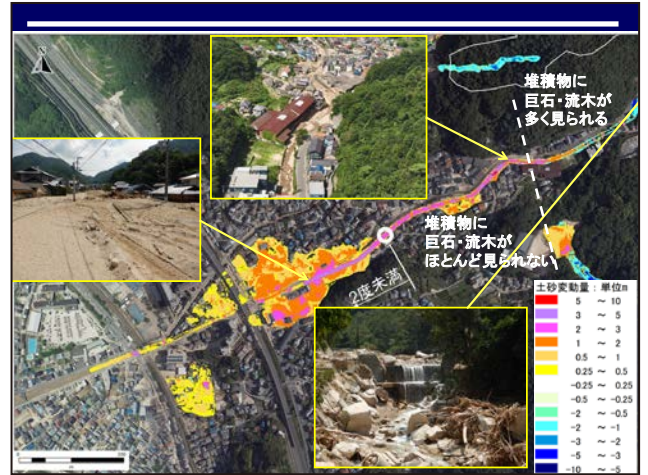 堆積物に
巨石・流木が
多く見られる
堆積物に
巨石・流木が
ほとんど見られない
2度未満
土砂変動量：単位m
5 ～ 10
3 ～ 5
2 ～ 3
1 ～ 2
0.5 ～ 1
0.25 ～ 0.5
-0.25 ～ 0.25
-0.5 ～ -0.25
-2 ～ -0.5
-2 ～ -1
-3 ～ -2
-5 ～ -3
-10 ～ -5